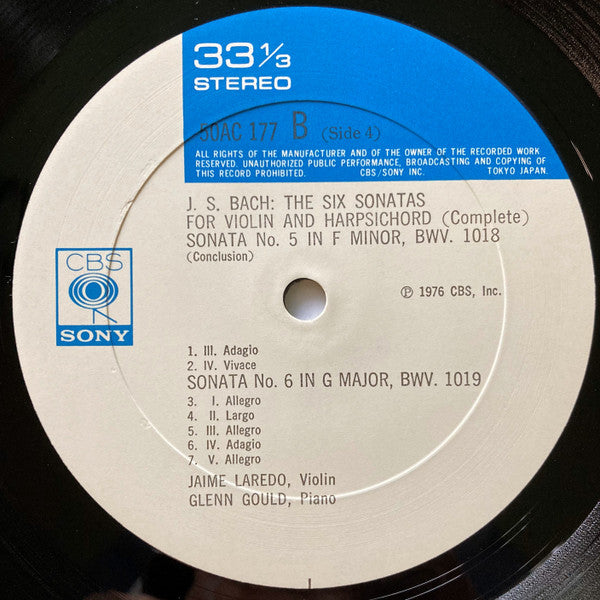 33 1/3
STEREO
50AC 177 B (Side 4)
ALL RIGHTS OF THE MANUFACTURER AND OF THE OWNER OF THE RECORDED WORK
RESERVED. UNAUTHORIZED PUBLIC PERFORMANCE, BROADCASTING AND COPYING OF
THIS RECORD PROHIBITED. CBS/SONY INC. TOKYO JAPAN.
J. S. BACH: THE SIX SONATAS
FOR VIOLIN AND HARPSICHORD (Complete)
SONATA No. 5 IN F MINOR, BWV. 1018
(Conclusion)
CBS
SONY
℗ 1976 CBS, Inc.
1. III. Adagio
2. IV. Vivace
SONATA No. 6 IN G MAJOR, BWV. 1019
3. I. Allegro
4. II. Largo
5. III. Allegro
6. IV. Adagio
7. V. Allegro
JAIME LAREDO, Violin
GLENN GOULD, Piano